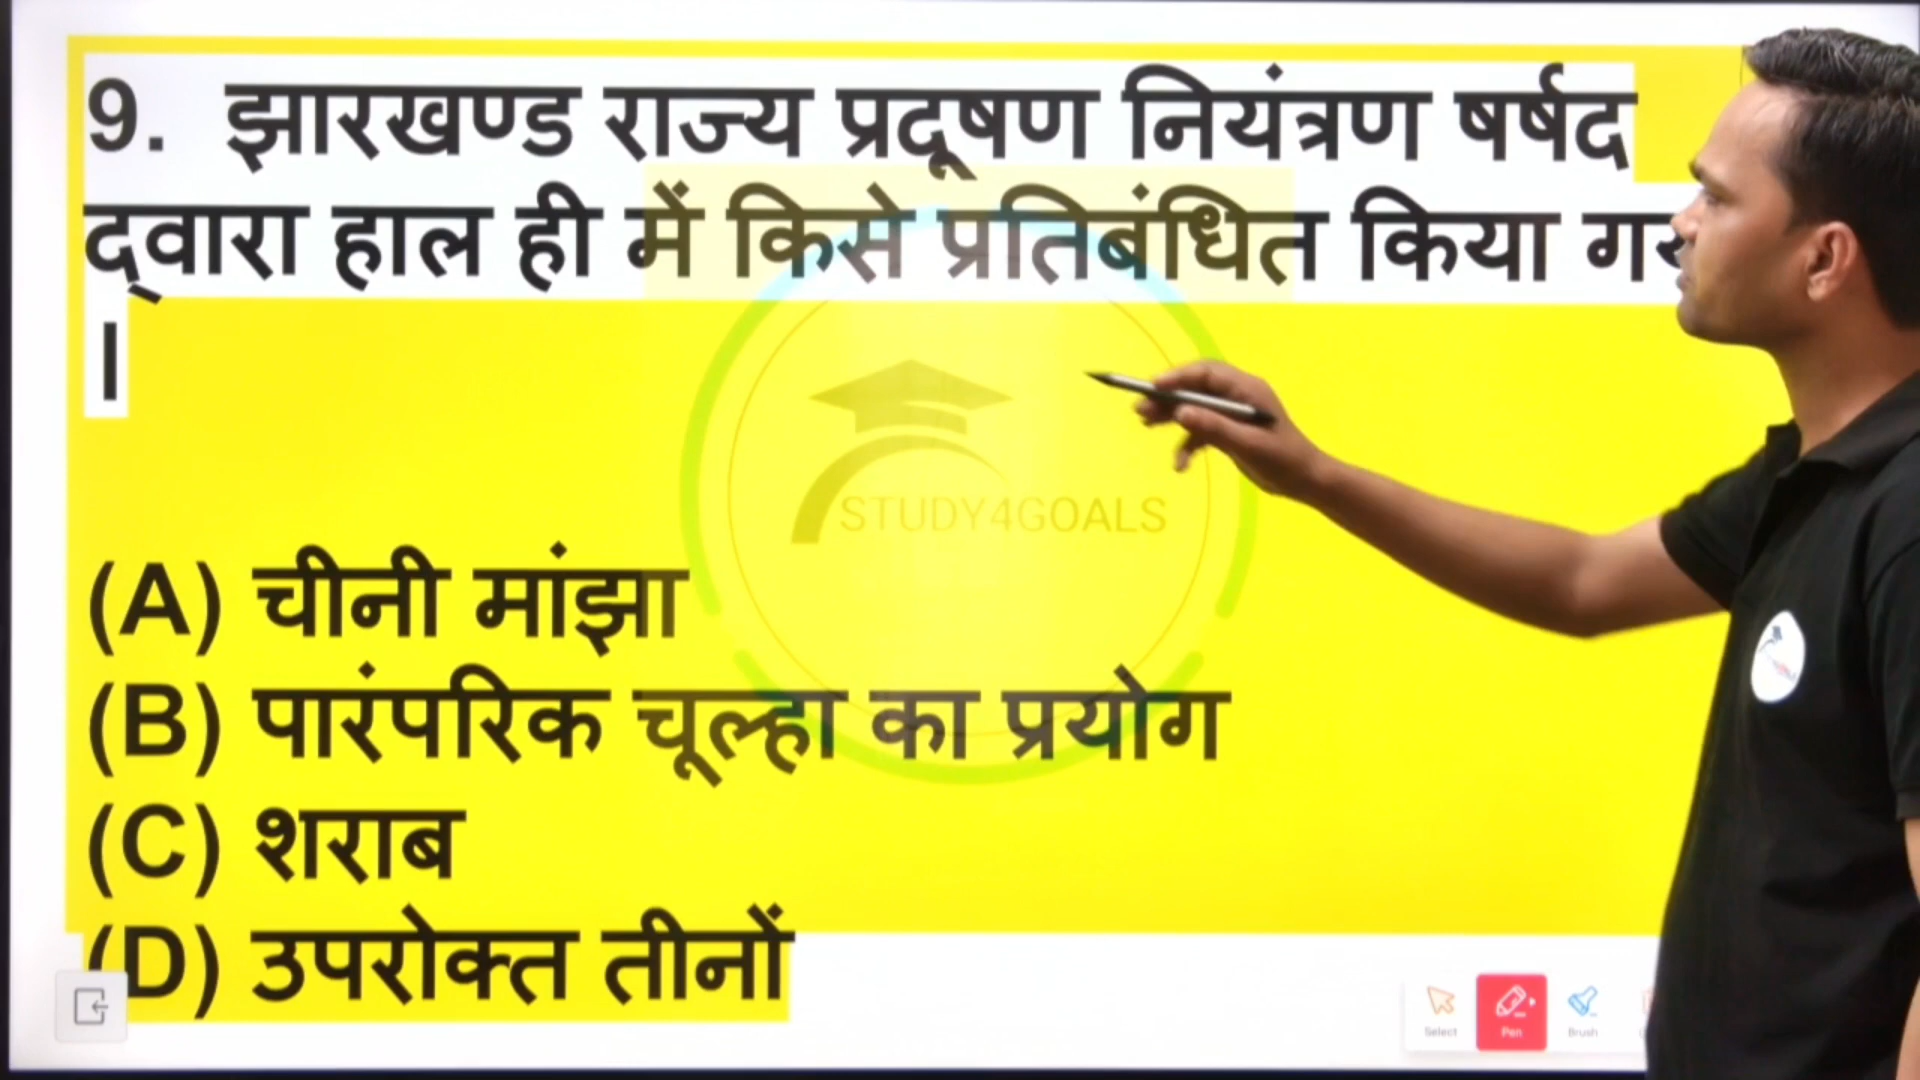 9. झारखण्ड राज्य प्रदूषण नियंत्रण षर्षद
द्वारा हाल ही में किसे प्रतिबंधित किया
।
STUDY4GOALS
(A) चीनी मांझा
(B) पारंपरिक चूल्हा का प्रयोग
(C) शराब
(D) उपरोक्त तीनों
Select Pen Brush